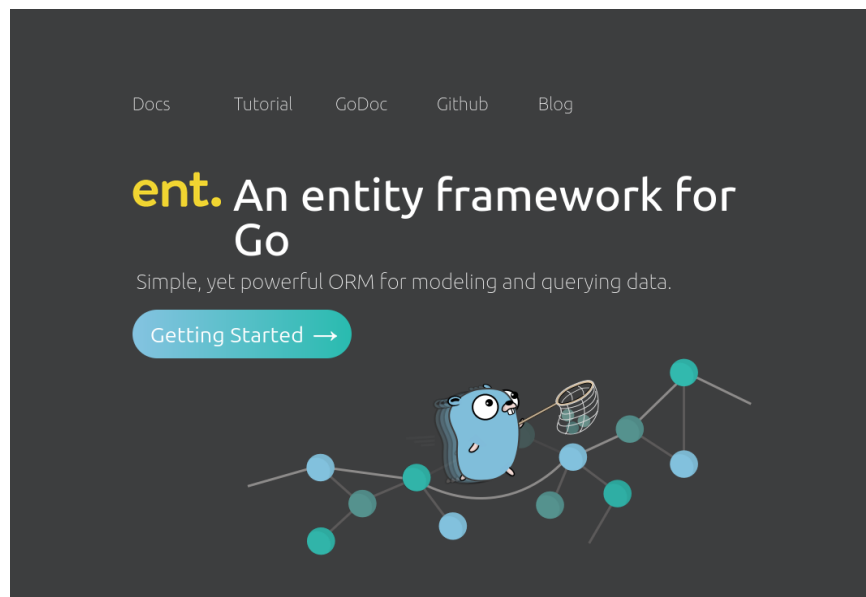 Docs Tutorial GoDoc Github Blog
ent. An entity framework for
Go
Simple, yet powerful ORM for modeling and querying data.
Getting Started →